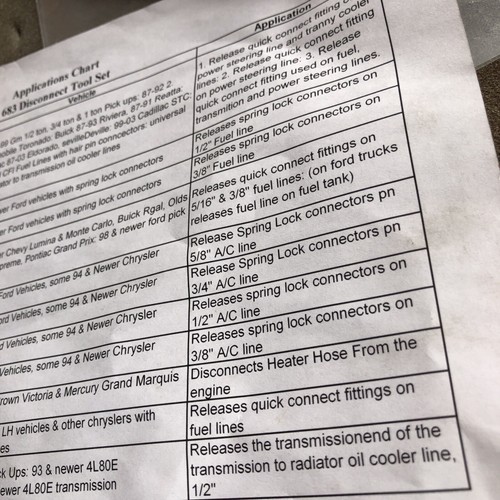 Applications Chart
683 Disconnect Tool Set
Vehicle
Application
Gm 1/2 ton, 3/4 ton & 1 ton Pick ups: 87-92 2.
Toronado, Buick 87-93 Riviera, 87-91 Reatta
87-03 Eldorado, sevilleDeville: 99-03 Cadillac STC.
CFI Fuel Lines with hair pin connectors: universal
to transmission oil cooler lines
1. Release quick connect fitting
power steering line and tranny cooler
lines: 2. Release quick connect fitting
on power steering line: 3. Release
quick connect fitting used on fuel,
transmition and power steering lines.
Ford vehicles with spring lock connectors
Releases spring lock connectors on
1/2" Fuel line
Ford vehicles with spring lock connectors
Releases spring lock connectors on
3/8" Fuel line
Chevy Lumina & Monte Carlo, Buick Rgal, Olds
Pontiac Grand Prix: 98 & newer ford pick
Releases quick connect fittings on
5/16" & 3/8" fuel lines: (on ford trucks
releases fuel line on fuel tank)
Ford Vehicles, some 94 & Newer Chrysler
Release Spring Lock Connectors pn
5/8" A/C line
Vehicles, some 94 & Newer Chrysler
Release Spring Lock Connectors pn
3/4" A/C line
Vehicles, some 94 & Newer Chrysler
Releases spring lock connectors on
1/2" A/C line
Vehicles, some 94 & Newer Chrysler
Releases spring lock connectors on
3/8" A/C line
Victoria & Mercury Grand Marquis
Disconnects Heater Hose From the
engine
LH vehicles & other chryslers with
Releases quick connect fittings on
fuel lines
Ups: 93 & newer 4L80E
4L80E transmission
Releases the transmissionend of the
transmission to radiator oil cooler line,
1/2"